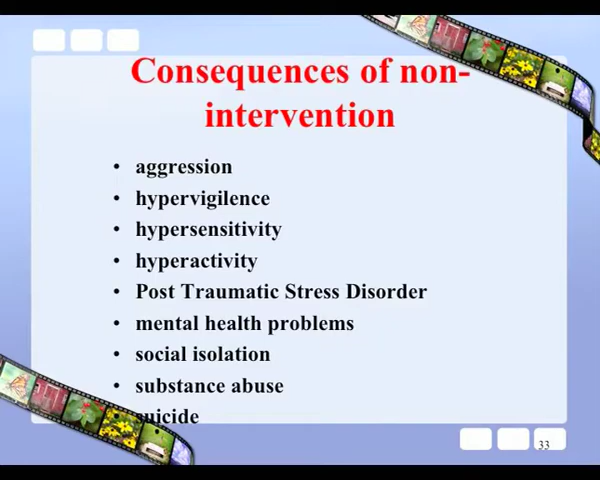 Consequences of non-
intervention
• aggression
• hypervigilence
• hypersensitivity
• hyperactivity
• Post Traumatic Stress Disorder
• mental health problems
• social isolation
• substance abuse
• suicide
33